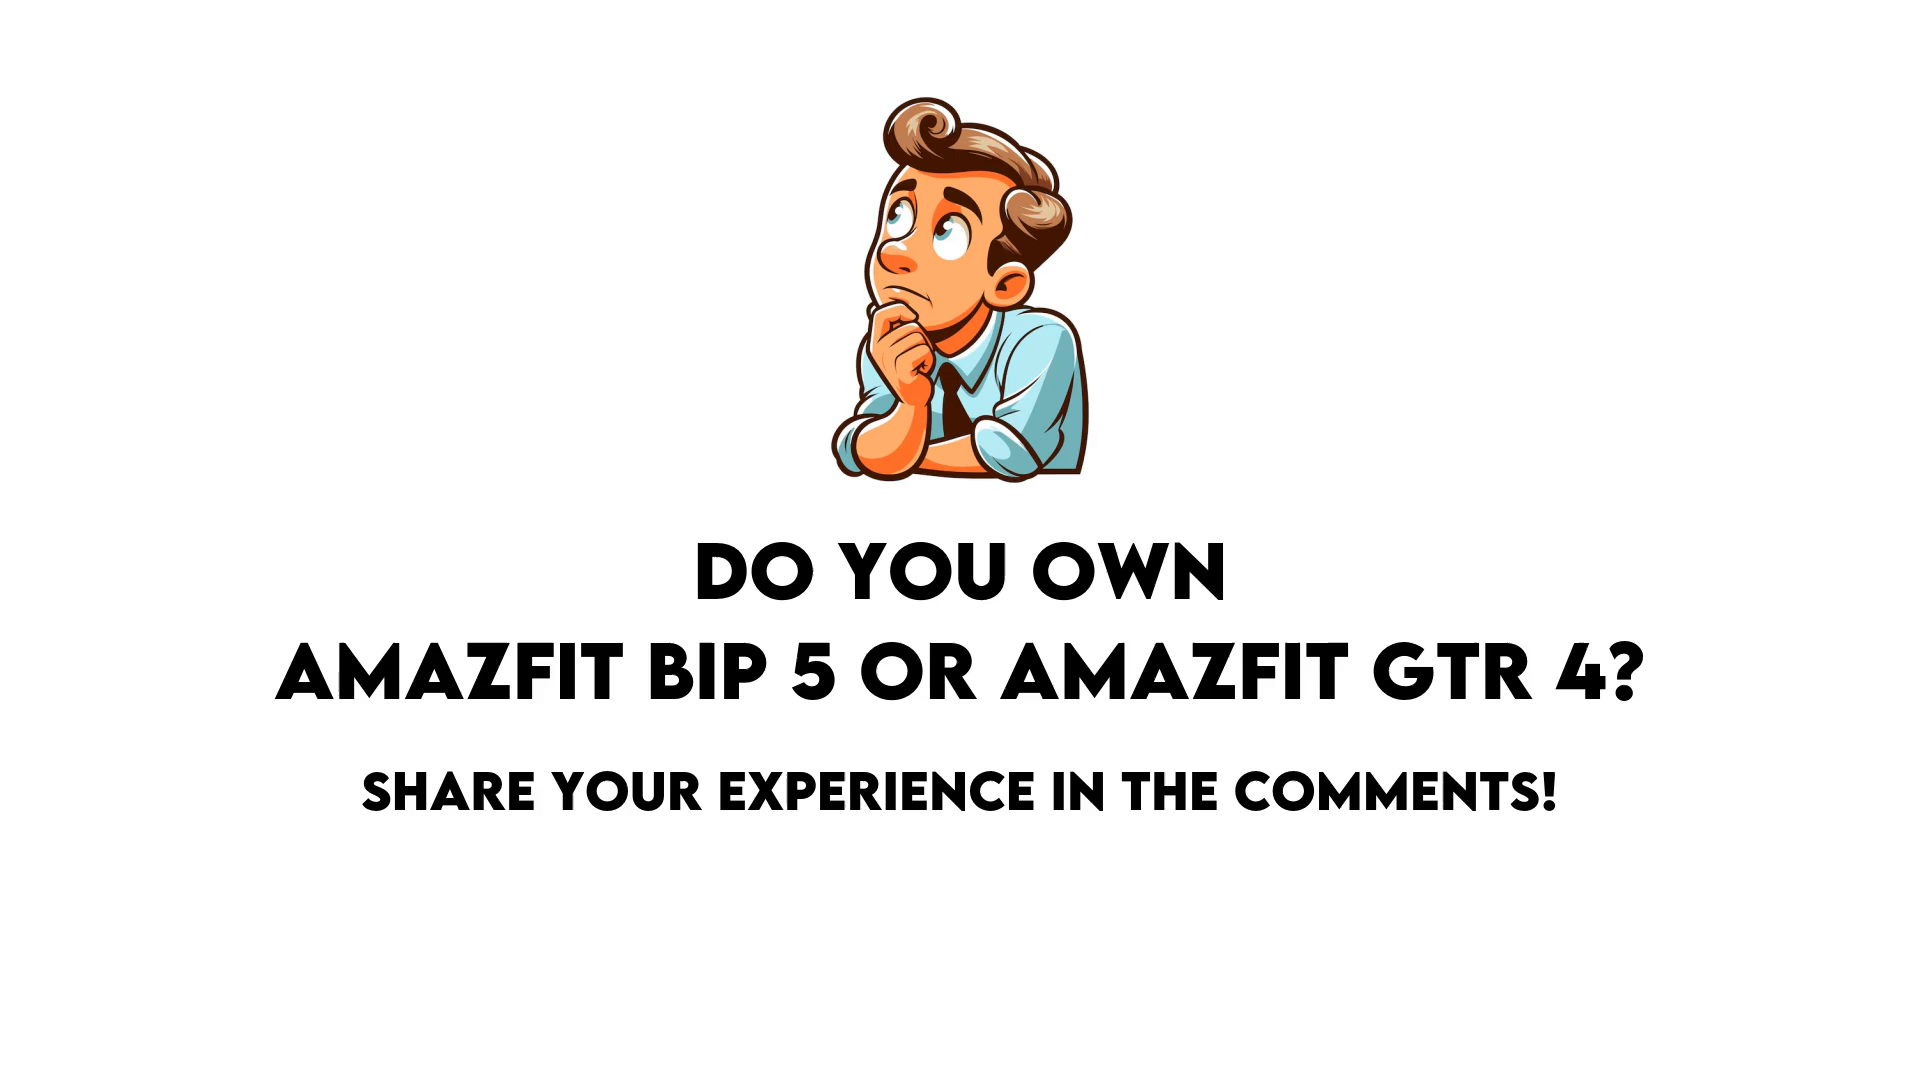 DO YOU OWN
AMAZFIT BIP 5 OR AMAZFIT GTR 4?
SHARE YOUR EXPERIENCE IN THE COMMENTS!